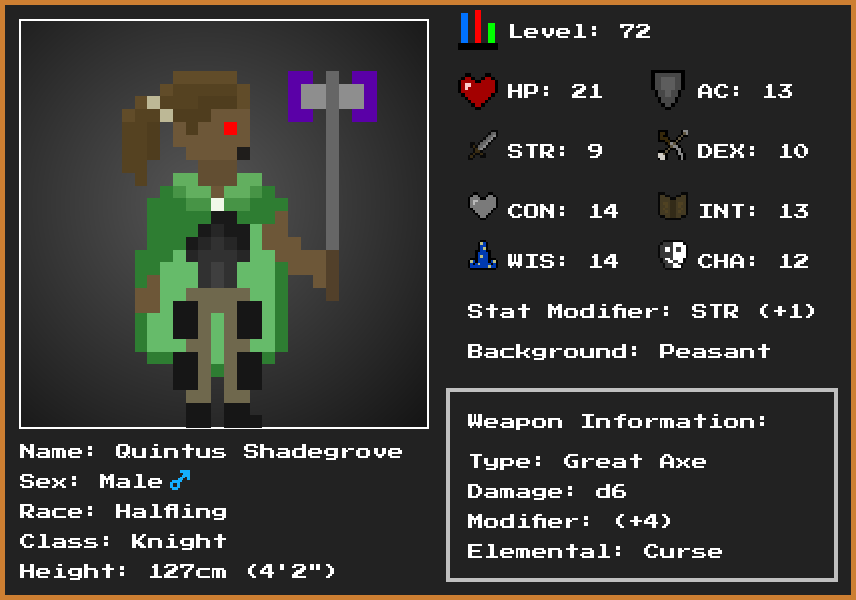 Level: 72
HP: 21
AC: 13
STR: 9
DEX: 10
CON: 14
INT: 13
WIS: 14
CHA: 12
Stat Modifier: STR (+1)
Background: Peasant
Weapon Information:
Type: Great Axe
Damage: d6
Modifier: (+4)
Elemental: Curse
Name: Quintus Shadegrove
Sex: Male ♂
Race: Halfling
Class: Knight
Height: 127cm (4'2")